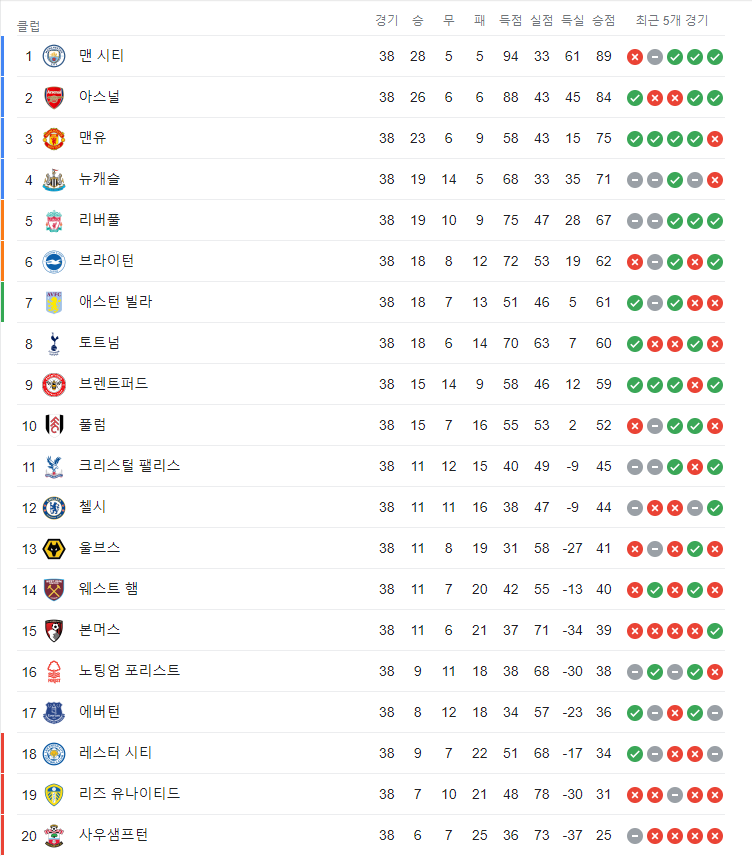 클럽 경기 승 무 패 득점 실점 득실 승점 최근 5개 경기
1 맨 시티 38 28 5 5 94 33 61 89
2 아스널 38 26 6 6 88 43 45 84
3 맨유 38 23 6 9 58 43 15 75
4 뉴캐슬 38 19 14 5 68 33 35 71
5 리버풀 38 19 10 9 75 47 28 67
6 브라이턴 38 18 8 12 72 53 19 62
7 애스턴 빌라 38 18 7 13 51 46 5 61
8 토트넘 38 18 6 14 70 63 7 60
9 브렌트퍼드 38 15 14 9 58 46 12 59
10 풀럼 38 15 7 16 55 53 2 52
11 크리스털 팰리스 38 11 12 15 40 49 -9 45
12 첼시 38 11 11 16 38 47 -9 44
13 울브스 38 11 8 19 31 58 -27 41
14 웨스트 햄 38 11 7 20 42 55 -13 40
15 본머스 38 11 6 21 37 71 -34 39
16 노팅엄 포리스트 38 9 11 18 38 68 -30 38
17 에버턴 38 8 12 18 34 57 -23 36
18 레스터 시티 38 9 7 22 51 68 -17 34
19 리즈 유나이티드 38 7 10 21 48 78 -30 31
20 사우샘프턴 38 6 7 25 36 73 -37 25